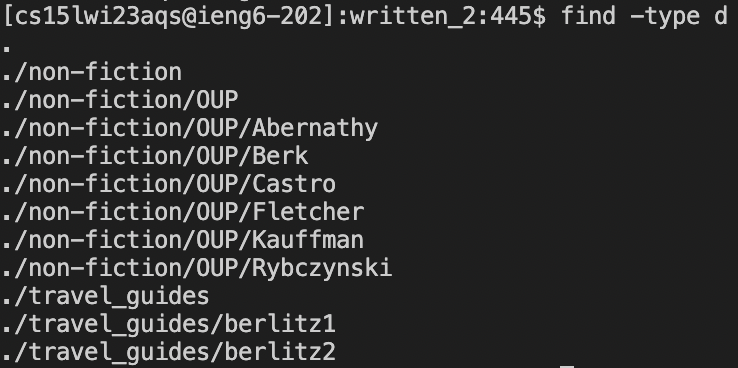 [cs15lwi23aqs@ieng6-202]:written_2:445$ find -type d
.
./non-fiction
./non-fiction/OUP
./non-fiction/OUP/Abernathy
./non-fiction/OUP/Berk
./non-fiction/OUP/Castro
./non-fiction/OUP/Fletcher
./non-fiction/OUP/Kauffman
./non-fiction/OUP/Rybczynski
./travel_guides
./travel_guides/berlitz1
./travel_guides/berlitz2